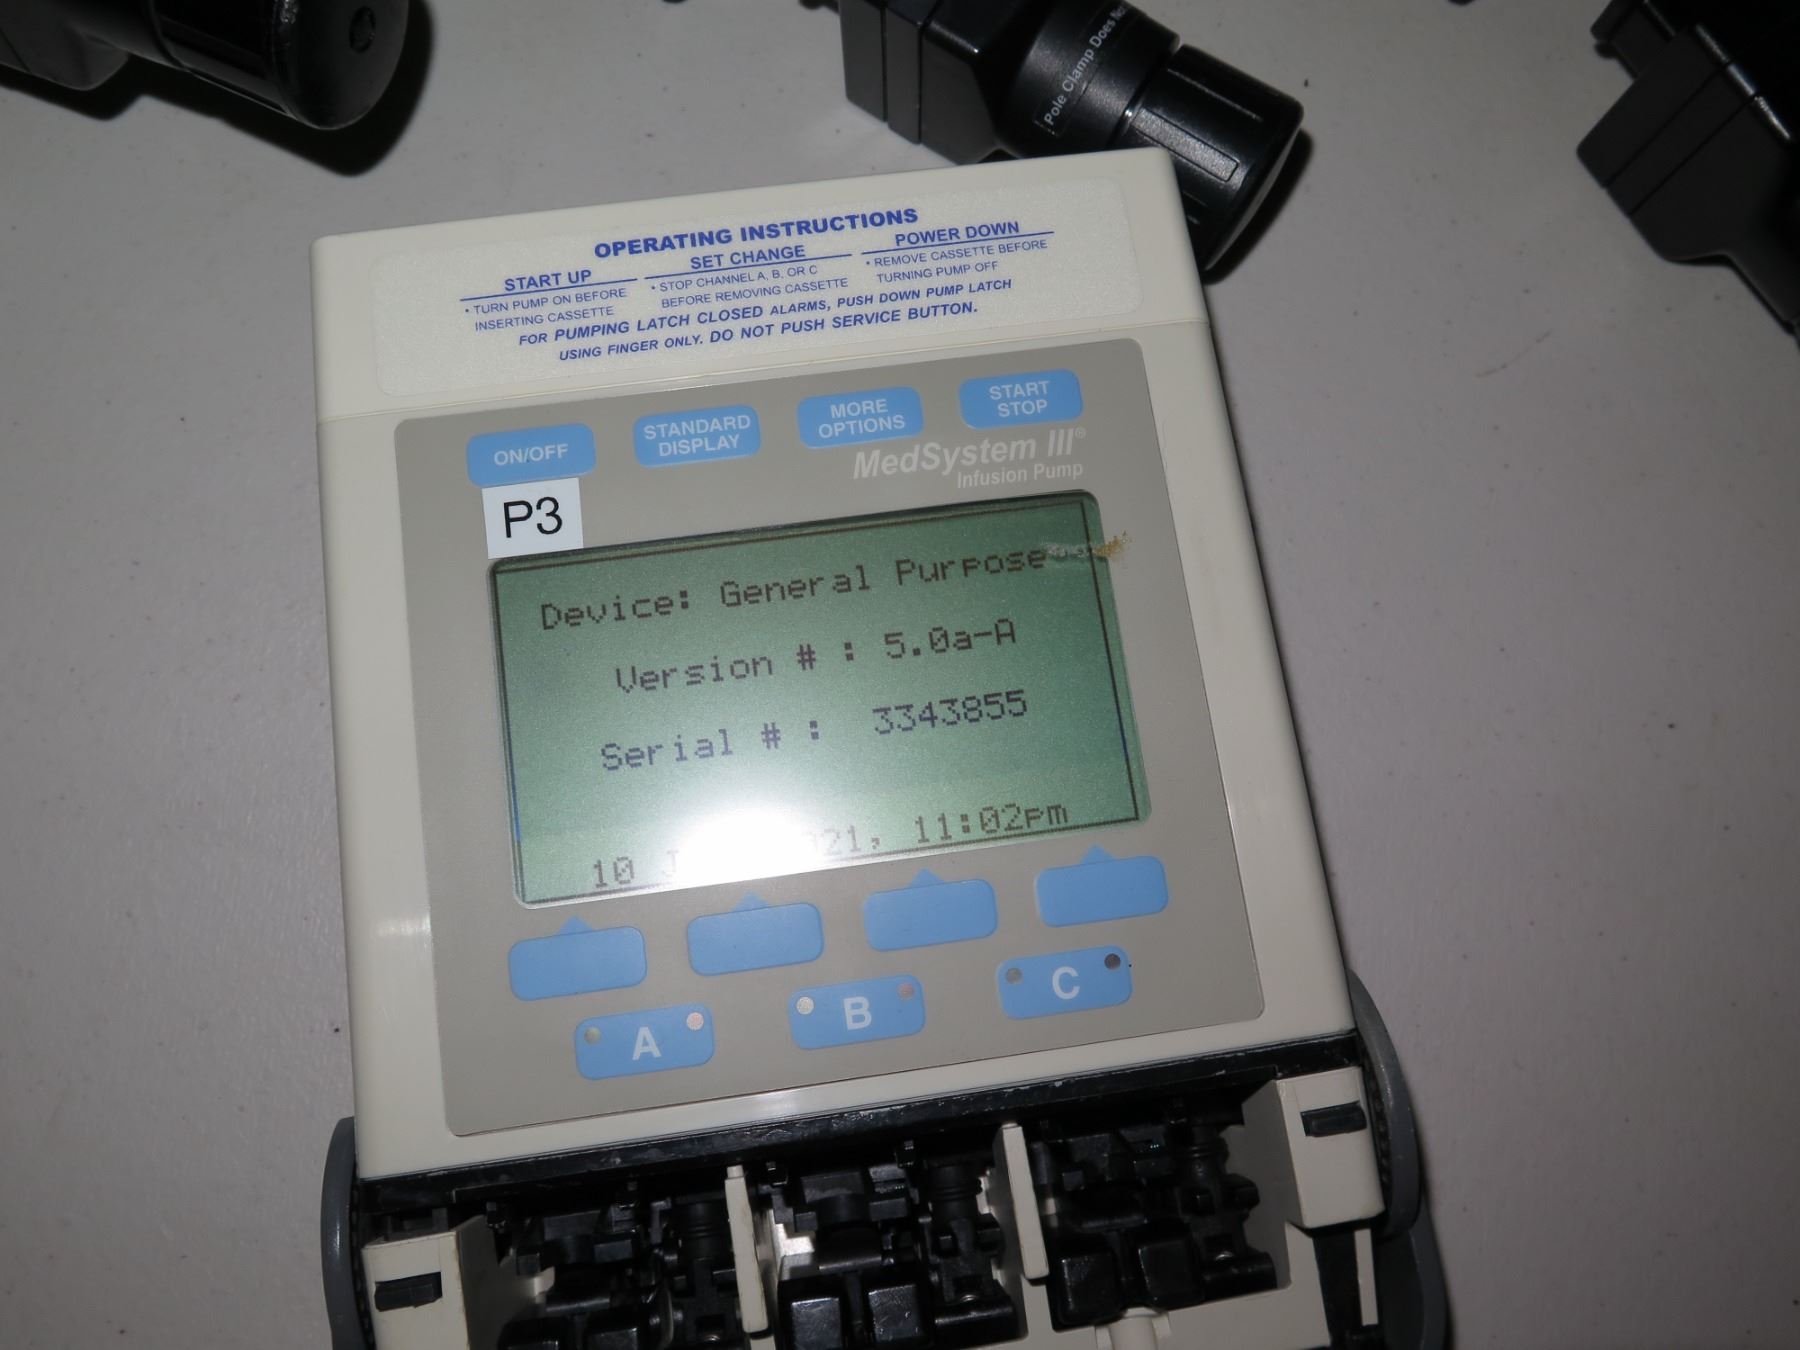 Pole Clamp Does
OPERATING INSTRUCTIONS
START UP
• TURN PUMP ON BEFORE
INSERTING CASSETTE
SET CHANGE
• STOP CHANNEL A, B, OR C
BEFORE REMOVING CASSETTE
POWER DOWN
• REMOVE CASSETTE BEFORE
TURNING PUMP OFF
FOR PUMPING LATCH CLOSED ALARMS, PUSH DOWN PUMP LATCH
USING FINGER ONLY. DO NOT PUSH SERVICE BUTTON.
ON/OFF
STANDARD
DISPLAY
MORE
OPTIONS
START
STOP
MedSystem III®
Infusion Pump
P3
Device: General Purpose
Version # : 5.0a-A
Serial # : 3343855
10 21, 11:02pm
A
B
C